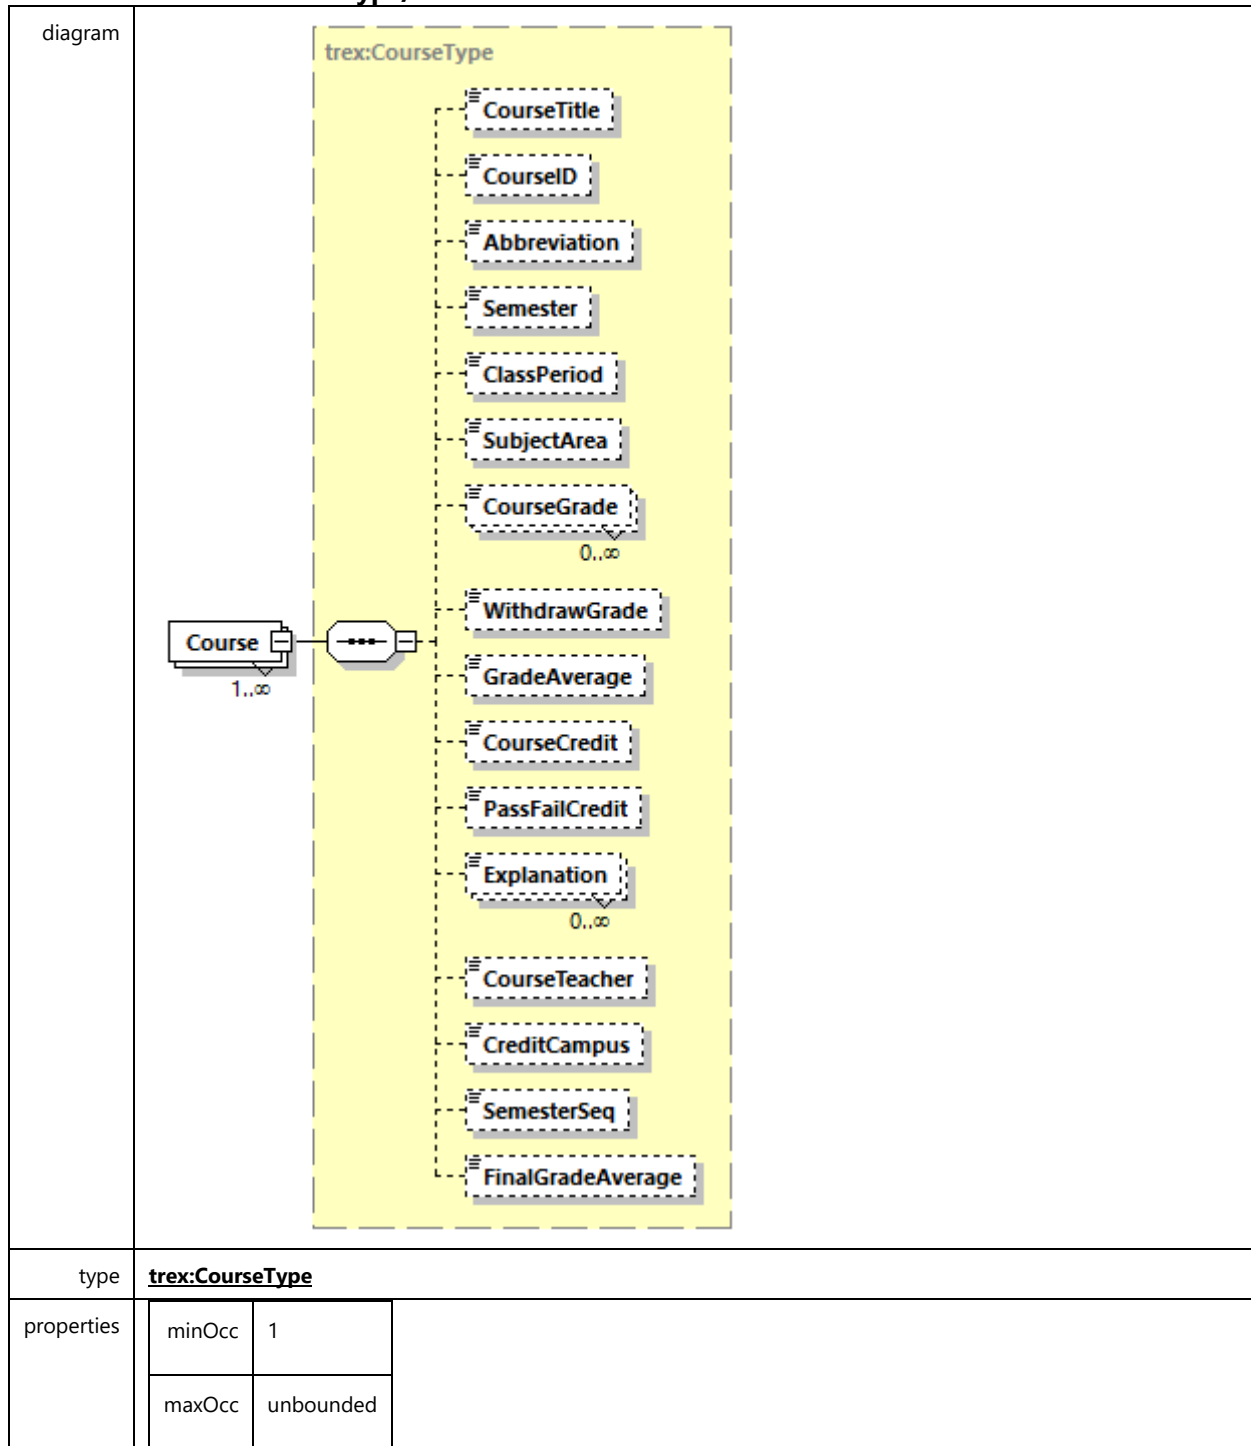 diagram
trex:CourseType
CourseTitle
CourseID
Abbreviation
Semester
ClassPeriod
SubjectArea
CourseGrade
0..∞
WithdrawGrade
Course
1..∞
GradeAverage
CourseCredit
PassFailCredit
Explanation
0..∞
CourseTeacher
CreditCampus
SemesterSeq
FinalGradeAverage
type trex:CourseType
properties minOcc 1
maxOcc unbounded